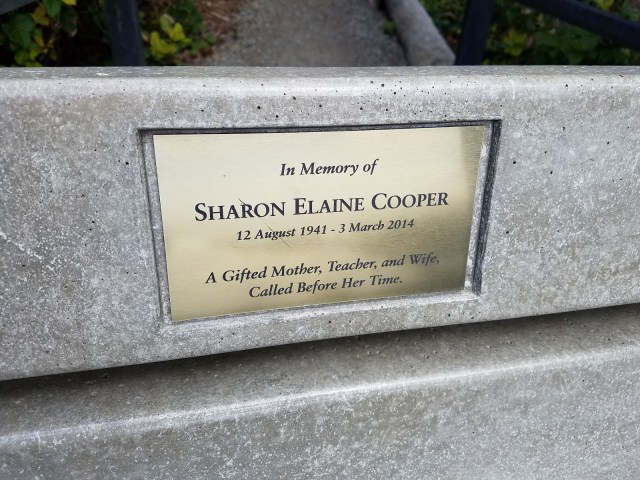 In Memory of
SHARON ELAINE COOPER
12 August 1941 - 3 March 2014
A Gifted Mother, Teacher, and Wife,
Called Before Her Time.